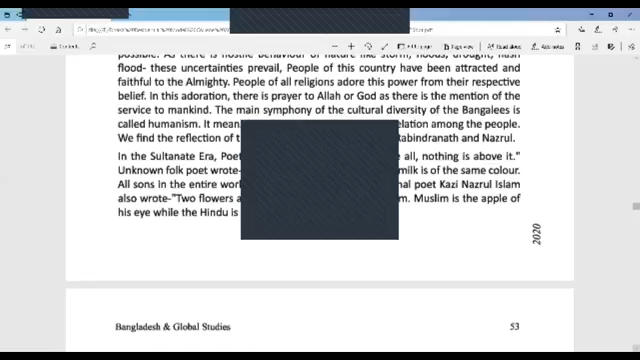 Contents
Page view
Read aloud
Add notes
possible. As there is hostile behaviour of nature like storm, floods, drought, flash
flood- these uncertainties prevail, People of this country have been attracted and
faithful to the Almighty. People of all religions adore this power from their respective
belief. In this adoration, there is prayer to Allah or God as there is the mention of the
service to mankind. The main symphony of the cultural diversity of the Bangalees is
called humanism. It mean elation among the people.
We find the reflection of t Rabindranath and Nazrul.
In the Sultanate Era, Poet all, nothing is above it."
Unknown folk poet wrote- milk is of the same colour.
All sons in the entire worl nal poet Kazi Nazrul Islam
also wrote-"Two flowers a m. Muslim is the apple of
his eye while the Hindu is
2020
Bangladesh & Global Studies 53